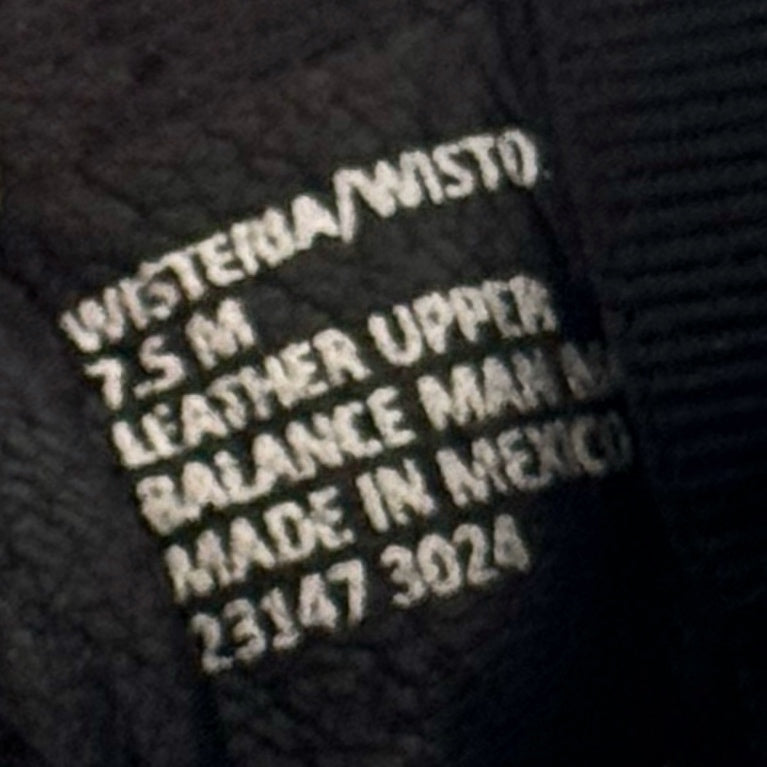 WISTERIA/WISTO
7.5 M
LEATHER UPPER
BALANCE MAN
MADE IN MEXICO
23147 3024